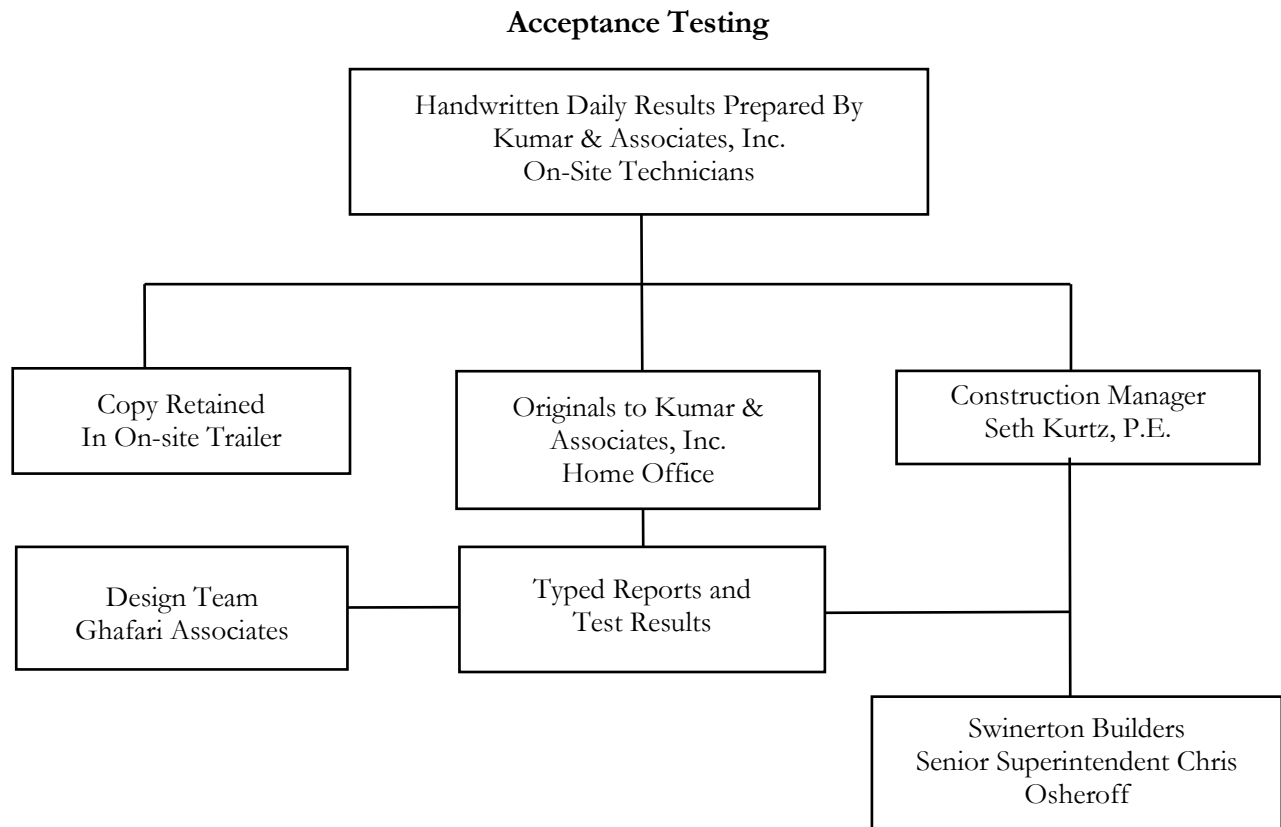 Acceptance Testing
Handwritten Daily Results Prepared By
Kumar & Associates, Inc.
On-Site Technicians
Copy Retained
In On-site Trailer
Originals to Kumar &
Associates, Inc.
Home Office
Construction Manager
Seth Kurtz, P.E.
Design Team
Ghafari Associates
Typed Reports and
Test Results
Swinerton Builders
Senior Superintendent Chris
Osheroff